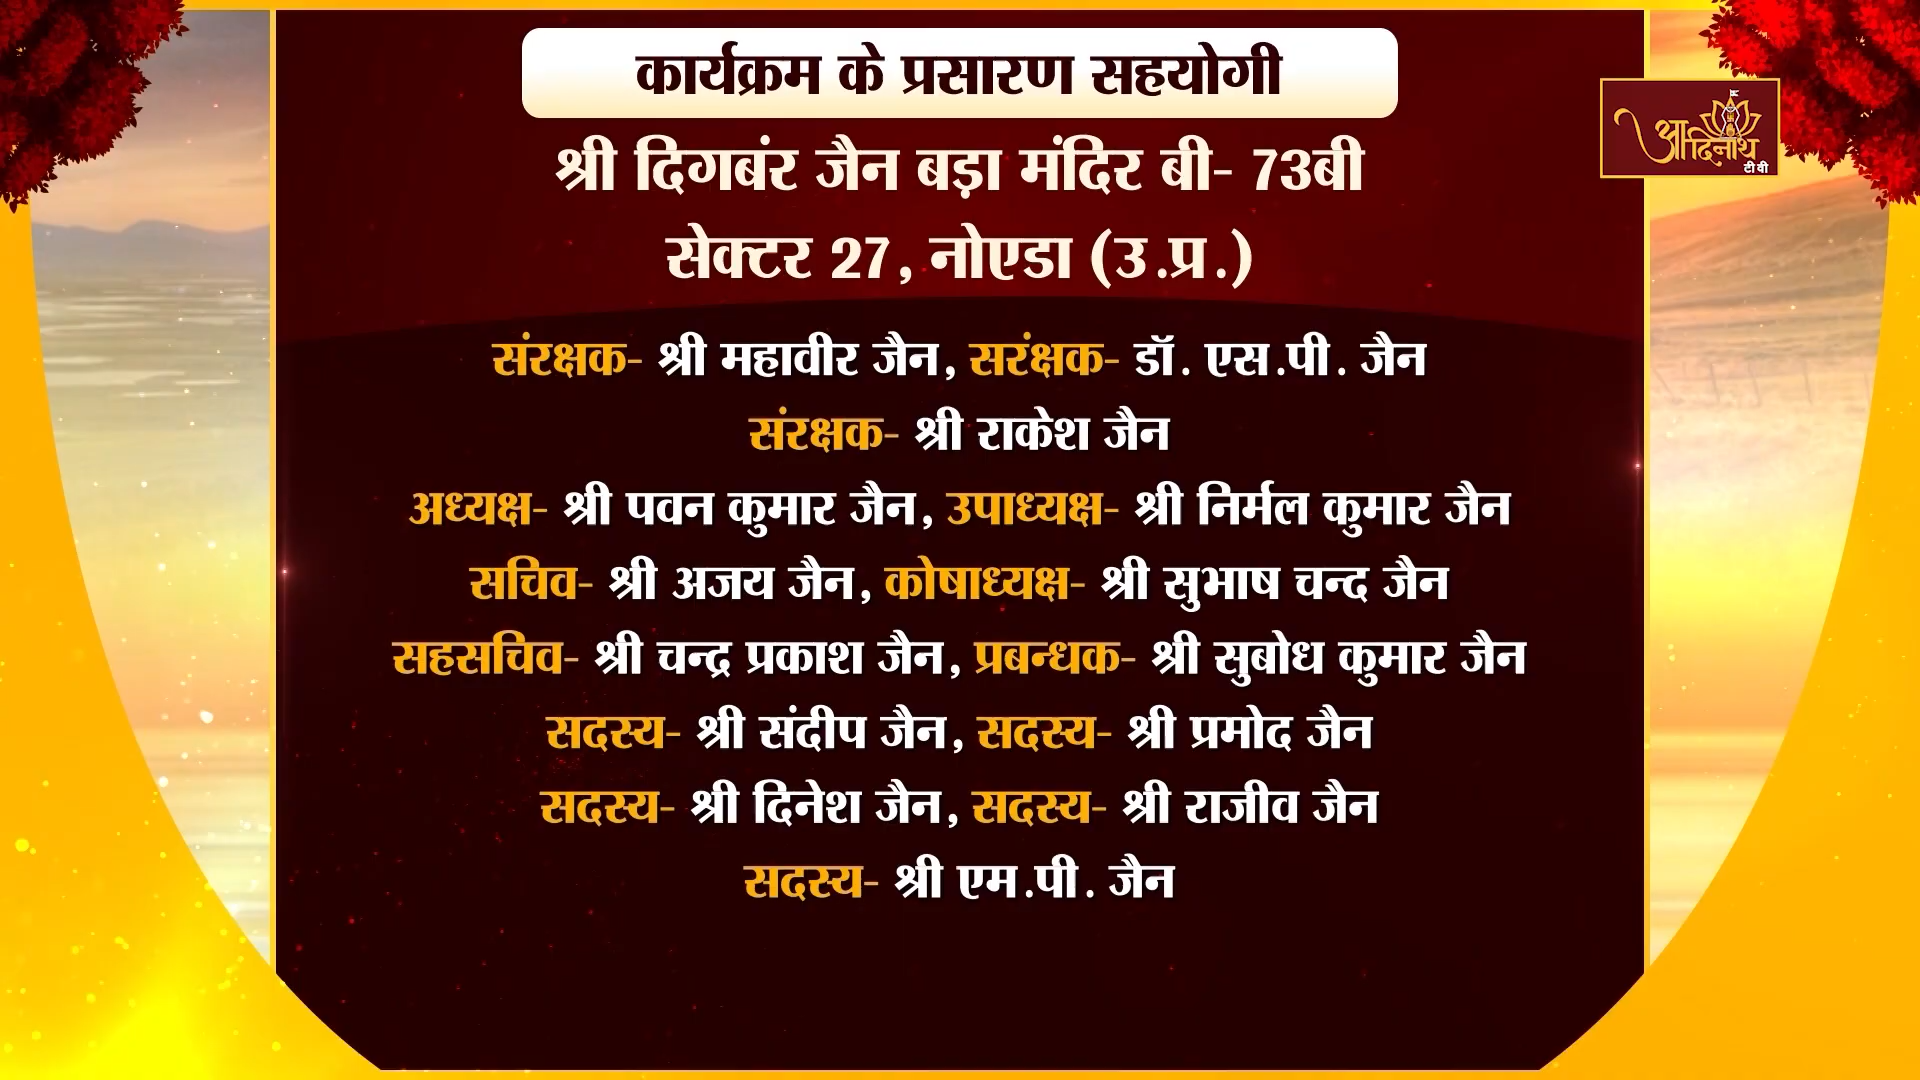 कार्यक्रम के प्रसारण सहयोगी
आदिनाथ
टीवी
श्री दिगबंर जैन बड़ा मंदिर बी- 73बी
सेक्टर 27, नोएडा (उ.प्र.)
संरक्षक- श्री महावीर जैन, सरंक्षक- डॉ. एस.पी. जैन
संरक्षक- श्री राकेश जैन
अध्यक्ष- श्री पवन कुमार जैन, उपाध्यक्ष- श्री निर्मल कुमार जैन
सचिव- श्री अजय जैन, कोषाध्यक्ष- श्री सुभाष चन्द जैन
सहसचिव- श्री चन्द्र प्रकाश जैन, प्रबन्धक- श्री सुबोध कुमार जैन
सदस्य- श्री संदीप जैन, सदस्य- श्री प्रमोद जैन
सदस्य- श्री दिनेश जैन, सदस्य- श्री राजीव जैन
सदस्य- श्री एम.पी. जैन